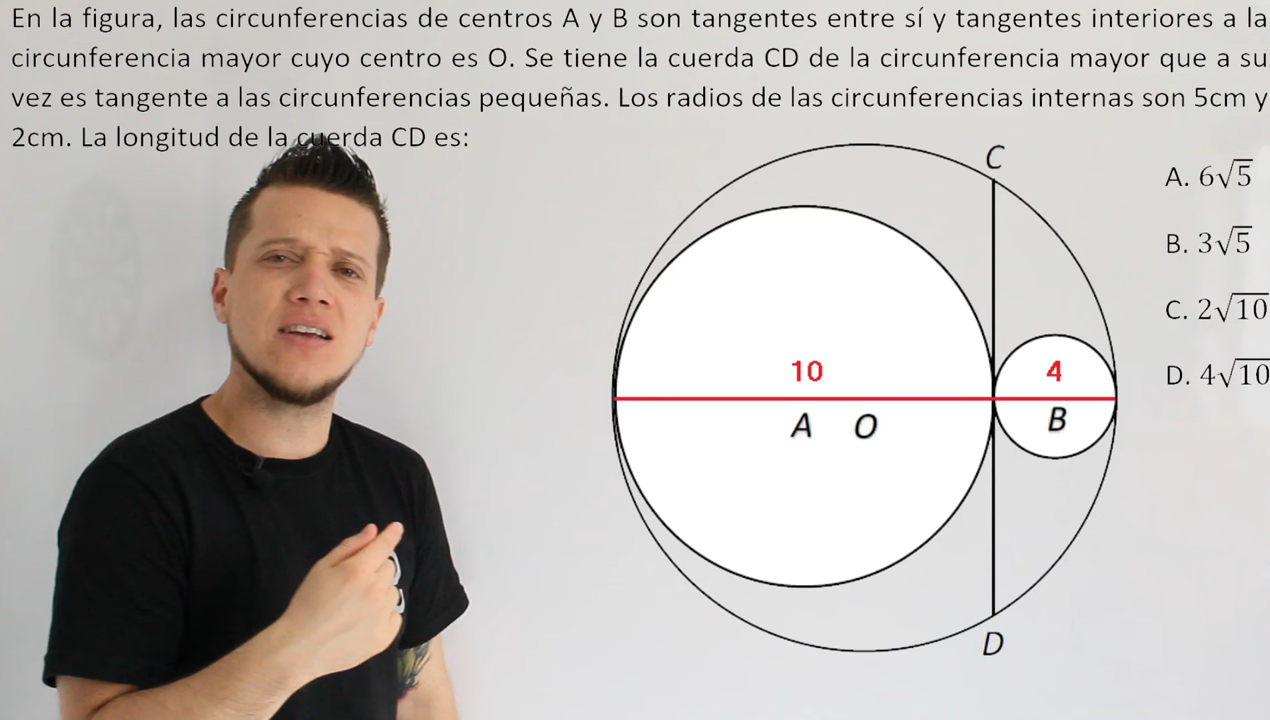 En la figura, las circunferencias de centros A y B son tangentes entre sí y tangentes interiores a la
circunferencia mayor cuyo centro es O. Se tiene la cuerda CD de la circunferencia mayor que a su
vez es tangente a las circunferencias pequeñas. Los radios de las circunferencias internas son 5cm y
2cm. La longitud de la cuerda CD es:
C
A. 6√5
B. 3√5
C. 2√10
D. 4√10
10
4
A O
B
D